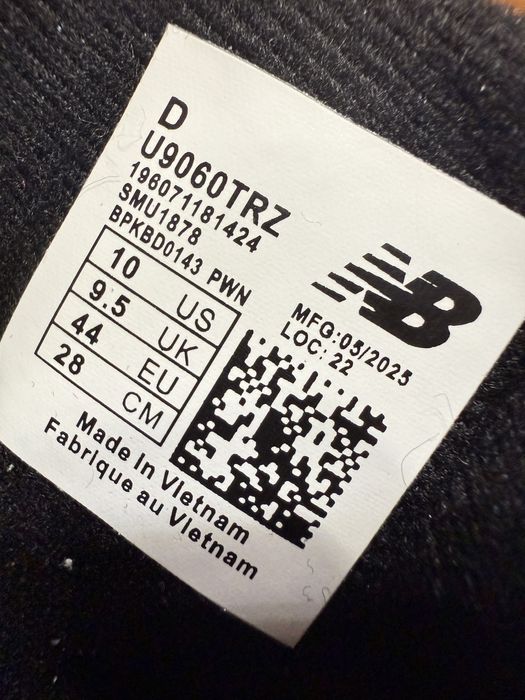 D
U9060TRZ
196071181424
SMU1878
BPKBD0143 PWN
10 US
9.5 UK
44 EU
28 CM
NB
MFG:05/2025
LOC: 22
Made in Vietnam
Fabrique au Vietnam